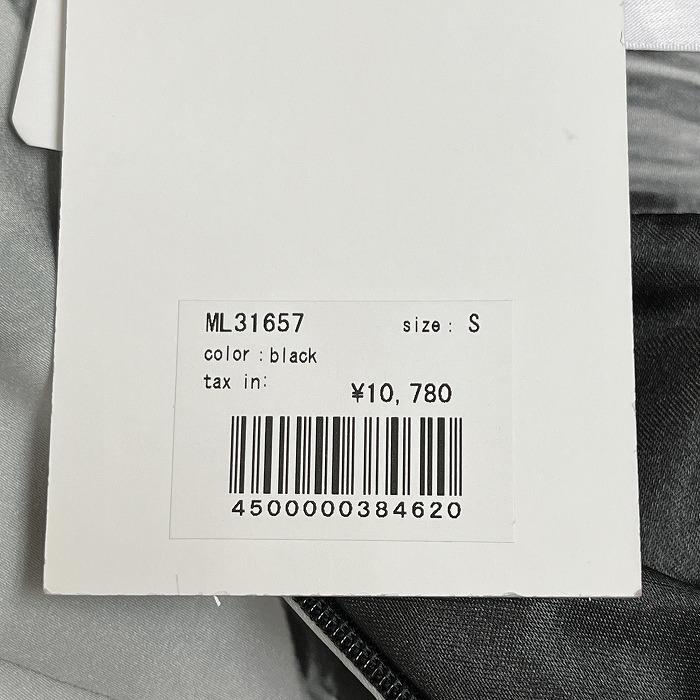 ML31657 size: S
color:black
tax in:
¥10,780
4500000384620